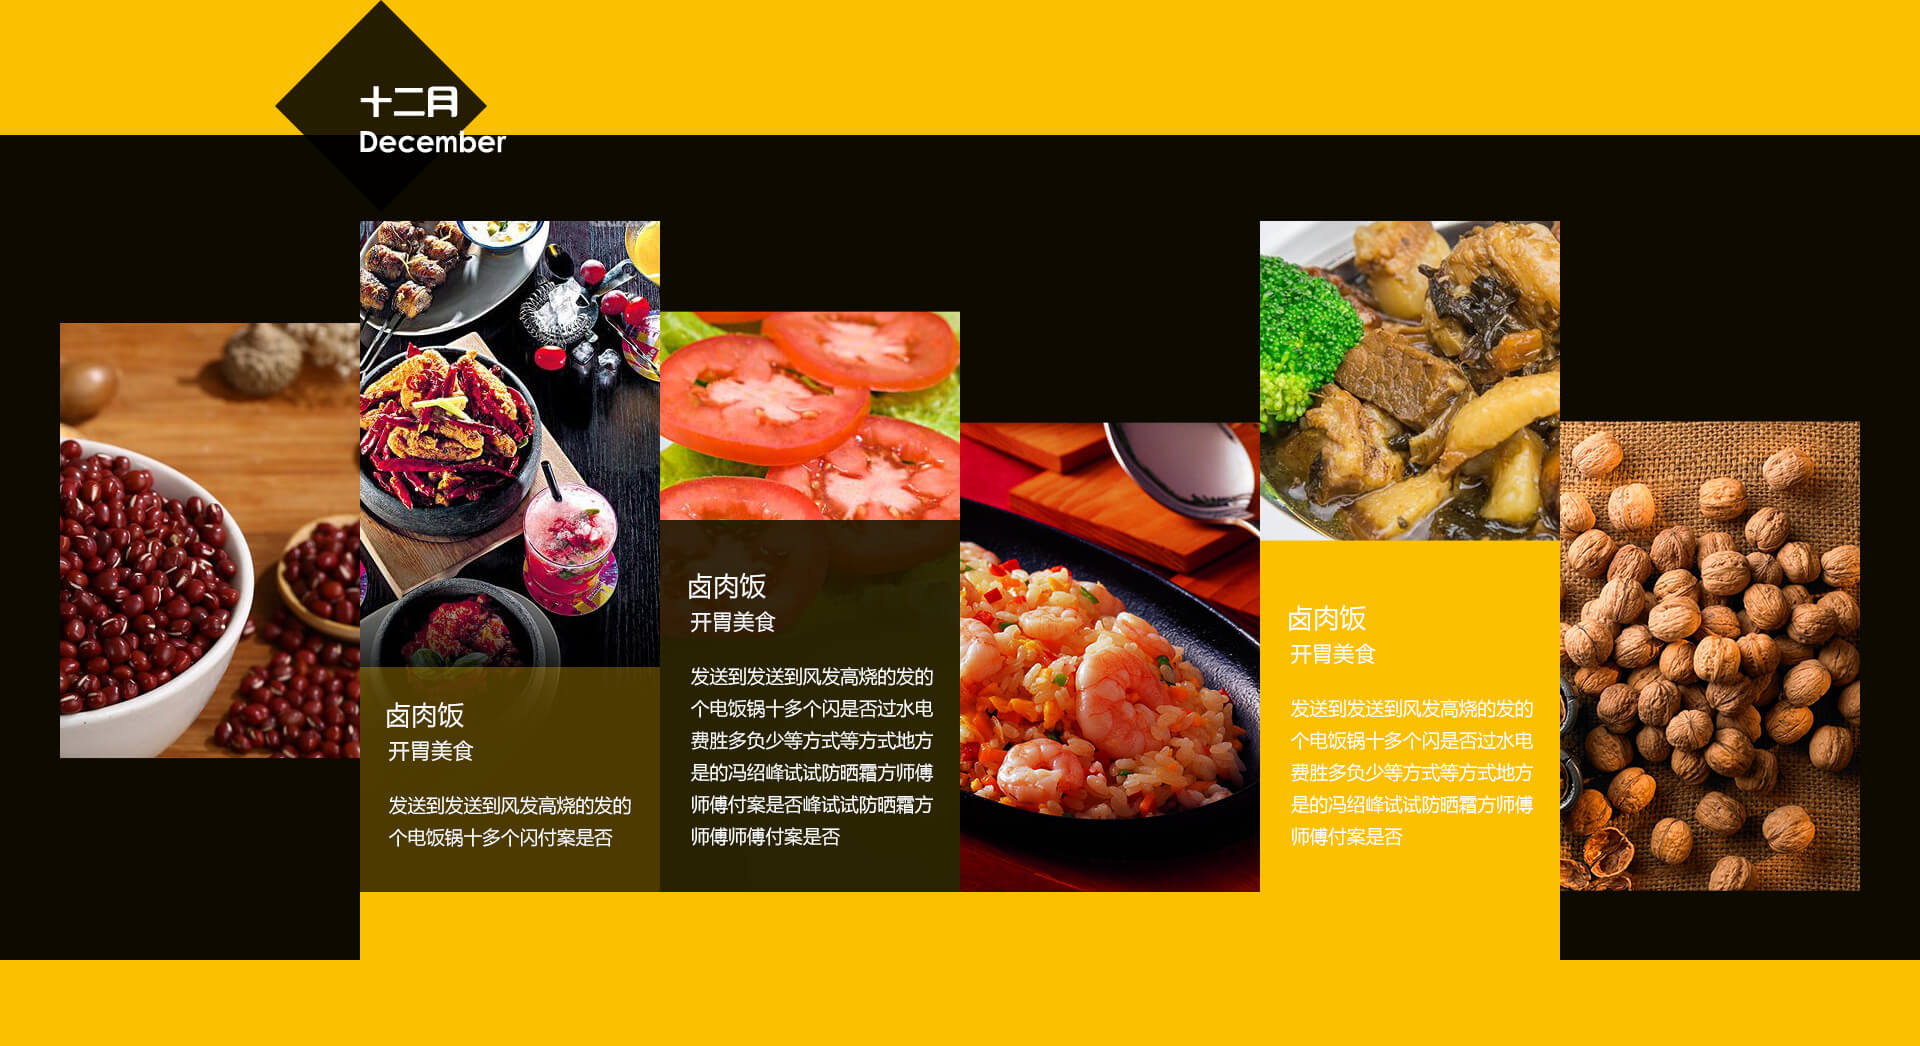 十二月
December
卤肉饭
开胃美食
发送到发送到风发高烧的发的
个电饭锅十多个闪付案是否
卤肉饭
开胃美食
发送到发送到风发高烧的发的
个电饭锅十多个闪是否过水电
费胜多负少等方式等方式地方
是的冯绍峰试试防晒霜方师傅
师傅付案是否峰试试防晒霜方
师傅师傅付案是否
卤肉饭
开胃美食
发送到发送到风发高烧的发的
个电饭锅十多个闪是否过水电
费胜多负少等方式等方式地方
是的冯绍峰试试防晒霜方师傅
师傅付案是否